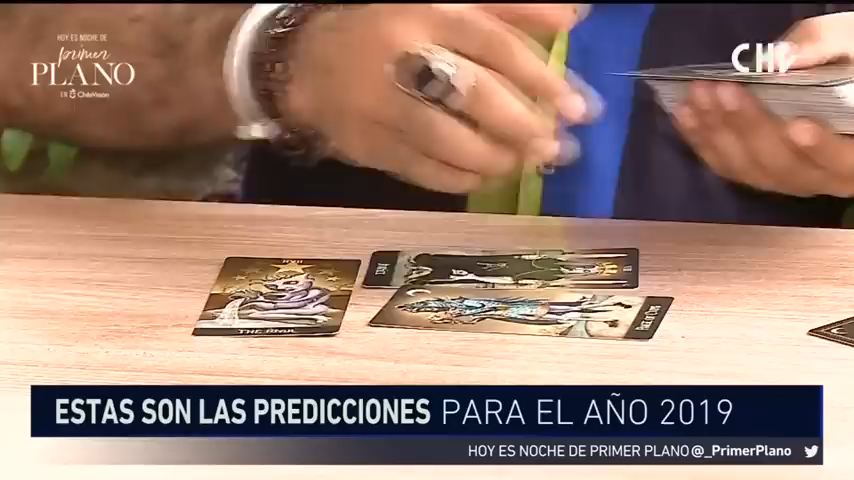 HOY ES NOCHE DE
primer
PLANO
EN ChileVisión
CHV
XVII
THE STAR
ESTAS SON LAS PREDICCIONES PARA EL AÑO 2019
HOY ES NOCHE DE PRIMER PLANO @_PrimerPlano